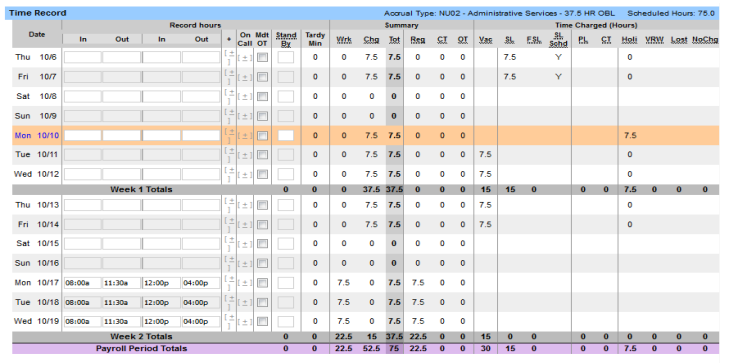 Time Record Accrual Type: NU02 - Administrative Services - 37.5 HR OBL Scheduled Hours: 75.0
Record hours Summary Time Charged (Hours)
Date In Out In Out + On Call Mdt OT Stand By Tardy Min Wrk Chg Tot Reg CT OT Vac SL FSL SL Schd PL CT Holi VRW Lost NoChg
Thu 10/6 [ ± ] [ ± ] 0 0 7.5 7.5 0 0 0 7.5 Y 0
Fri 10/7 [ ± ] [ ± ] 0 0 7.5 7.5 0 0 0 7.5 Y 0
Sat 10/8 [ ± ] [ ± ] 0 0 0 0 0 0 0
Sun 10/9 [ ± ] [ ± ] 0 0 0 0 0 0 0
Mon 10/10 [ ± ] [ ± ] 0 0 7.5 7.5 0 0 0 7.5
Tue 10/11 [ ± ] [ ± ] 0 0 7.5 7.5 0 0 0 7.5 0
Wed 10/12 [ ± ] [ ± ] 0 0 7.5 7.5 0 0 0 7.5 0
Week 1 Totals 0 0 0 37.5 37.5 0 0 0 15 15 0 0 0 7.5 0 0 0
Thu 10/13 [ ± ] [ ± ] 0 0 7.5 7.5 0 0 0 7.5 0
Fri 10/14 [ ± ] [ ± ] 0 0 7.5 7.5 0 0 0 7.5 0
Sat 10/15 [ ± ] [ ± ] 0 0 0 0 0 0 0
Sun 10/16 [ ± ] [ ± ] 0 0 0 0 0 0 0
Mon 10/17 08:00a 11:30a 12:00p 04:00p [ ± ] [ ± ] 0 7.5 0 7.5 7.5 0 0 0
Tue 10/18 08:00a 11:30a 12:00p 04:00p [ ± ] [ ± ] 0 7.5 0 7.5 7.5 0 0 0
Wed 10/19 08:00a 11:30a 12:00p 04:00p [ ± ] [ ± ] 0 7.5 0 7.5 7.5 0 0 0
Week 2 Totals 0 0 22.5 15 37.5 22.5 0 0 15 0 0 0 0 0 0 0 0
Payroll Period Totals 0 0 22.5 52.5 75 22.5 0 0 30 15 0 0 0 7.5 0 0 0